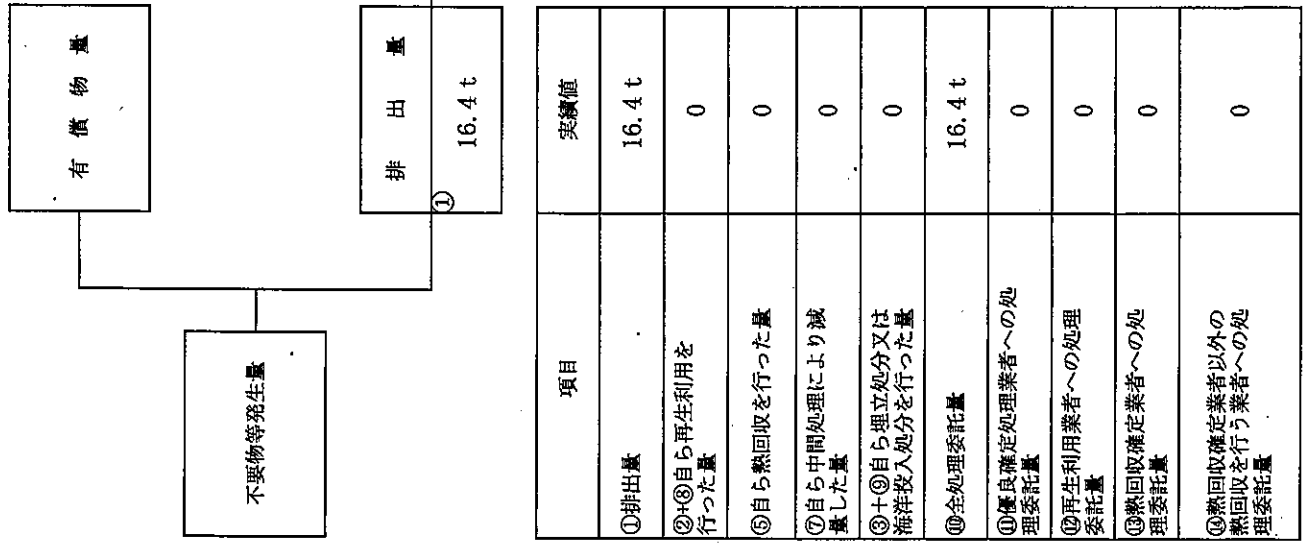 不要物等発生量
有償物量
排出量
①
16.4 t
項目
実績値
①排出量
16.4 t
②+⑧自ら再生利用を
行った量
0
⑤自ら熱回収を行った量
0
⑦自ら中間処理により減
量した量
0
③+⑨自ら埋立処分又は
海洋投入処分を行った量
0
⑩全処理委託量
16.4 t
⑪優良確定処理業者への処
理委託量
0
⑫再生利用業者への処理
委託量
0
⑬熱回収確定業者への処
理委託量
0
⑭熱回収確定業者以外の
熱回収を行う業者への処
理委託量
0